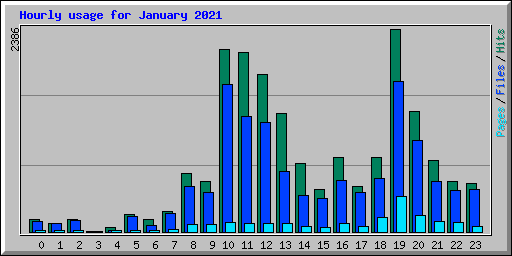 Hourly usage for January 2021
2386
Pages/Files/Hits
0 1 2 3 4 5 6 7 8 9 10 11 12 13 14 15 16 17 18 19 20 21 22 23